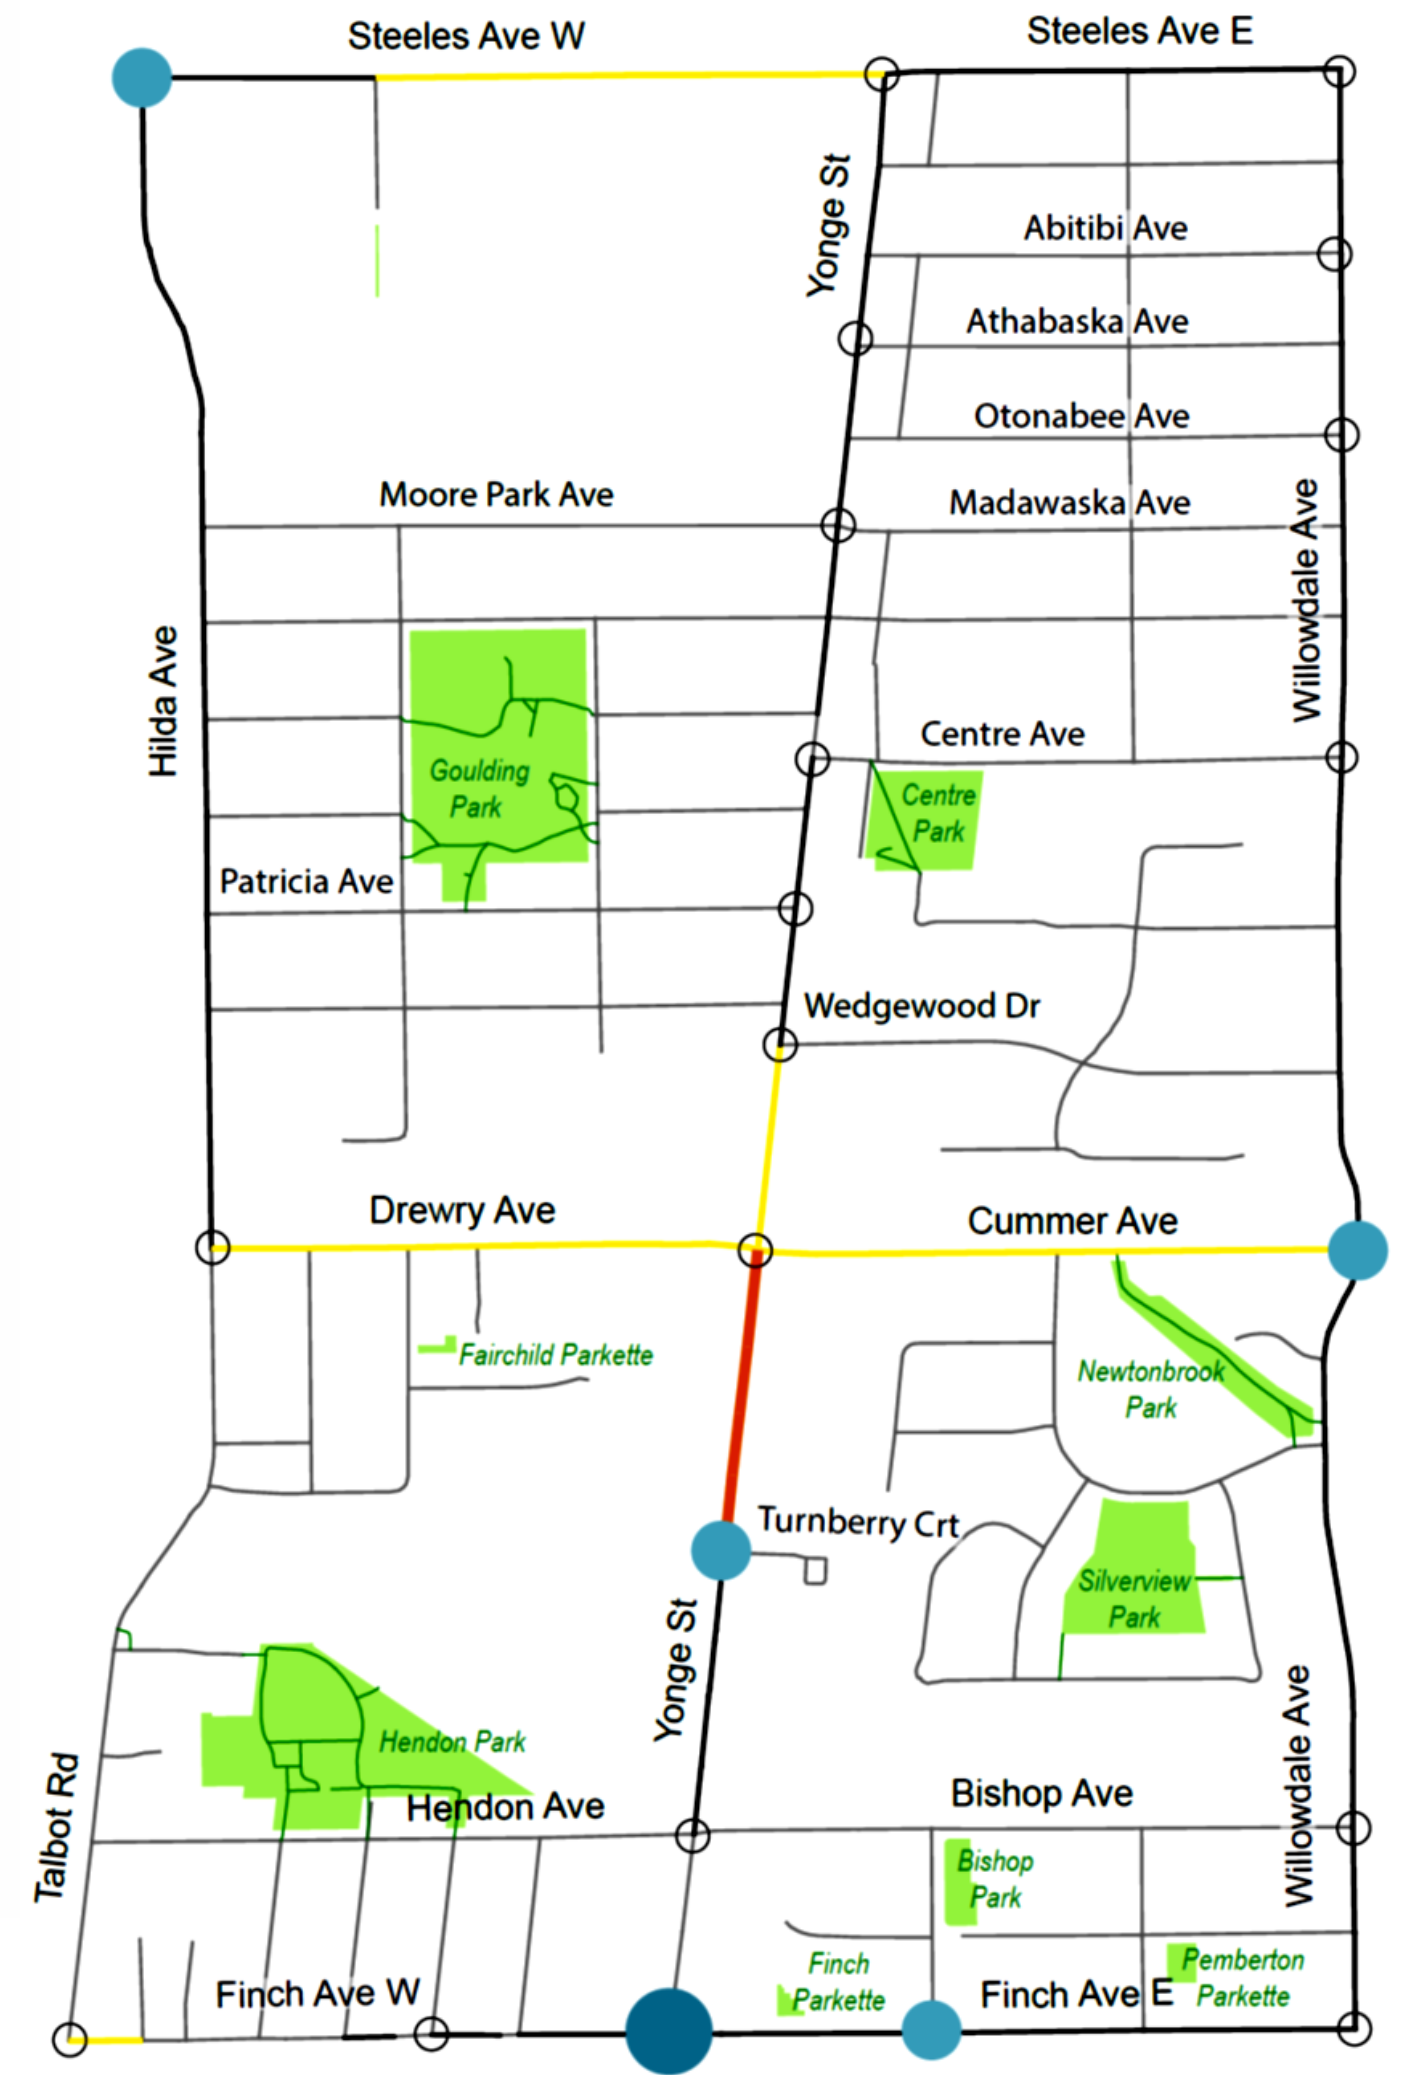 Steeles Ave W
Steeles Ave E
Yonge St
Abitibi Ave
Athabaska Ave
Otonabee Ave
Moore Park Ave
Madawaska Ave
Willowdale Ave
Hilda Ave
Centre Ave
Goulding
Park
Centre
Park
Patricia Ave
Wedgewood Dr
Drewry Ave
Cummer Ave
Fairchild Parkette
Newtonbrook
Park
Turnberry Crt
Silverview
Park
Yonge St
Hendon Park
Willowdale Ave
Talbot Rd
Hendon Ave
Bishop Ave
Bishop
Park
Finch Ave W
Finch
Parkette
Finch Ave E
Pemberton
Parkette